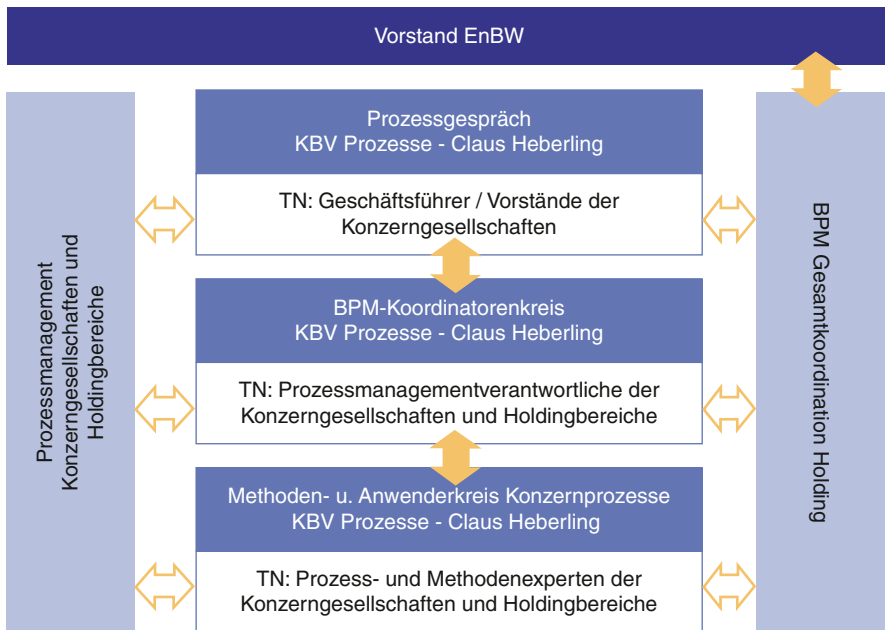 Vorstand EnBW
Prozessmanagement
Konzerngesellschaften und
Holdingbereiche
Prozessgespräch
KBV Prozesse - Claus Heberling
TN: Geschäftsführer / Vorstände der
Konzerngesellschaften
BPM-Koordinatorenkreis
KBV Prozesse - Claus Heberling
TN: Prozessmanagementverantwortliche der
Konzerngesellschaften und Holdingbereiche
Methoden- u. Anwenderkreis Konzernprozesse
KBV Prozesse - Claus Heberling
TN: Prozess- und Methodenexperten der
Konzerngesellschaften und Holdingbereiche
BPM Gesamtkoordination Holding